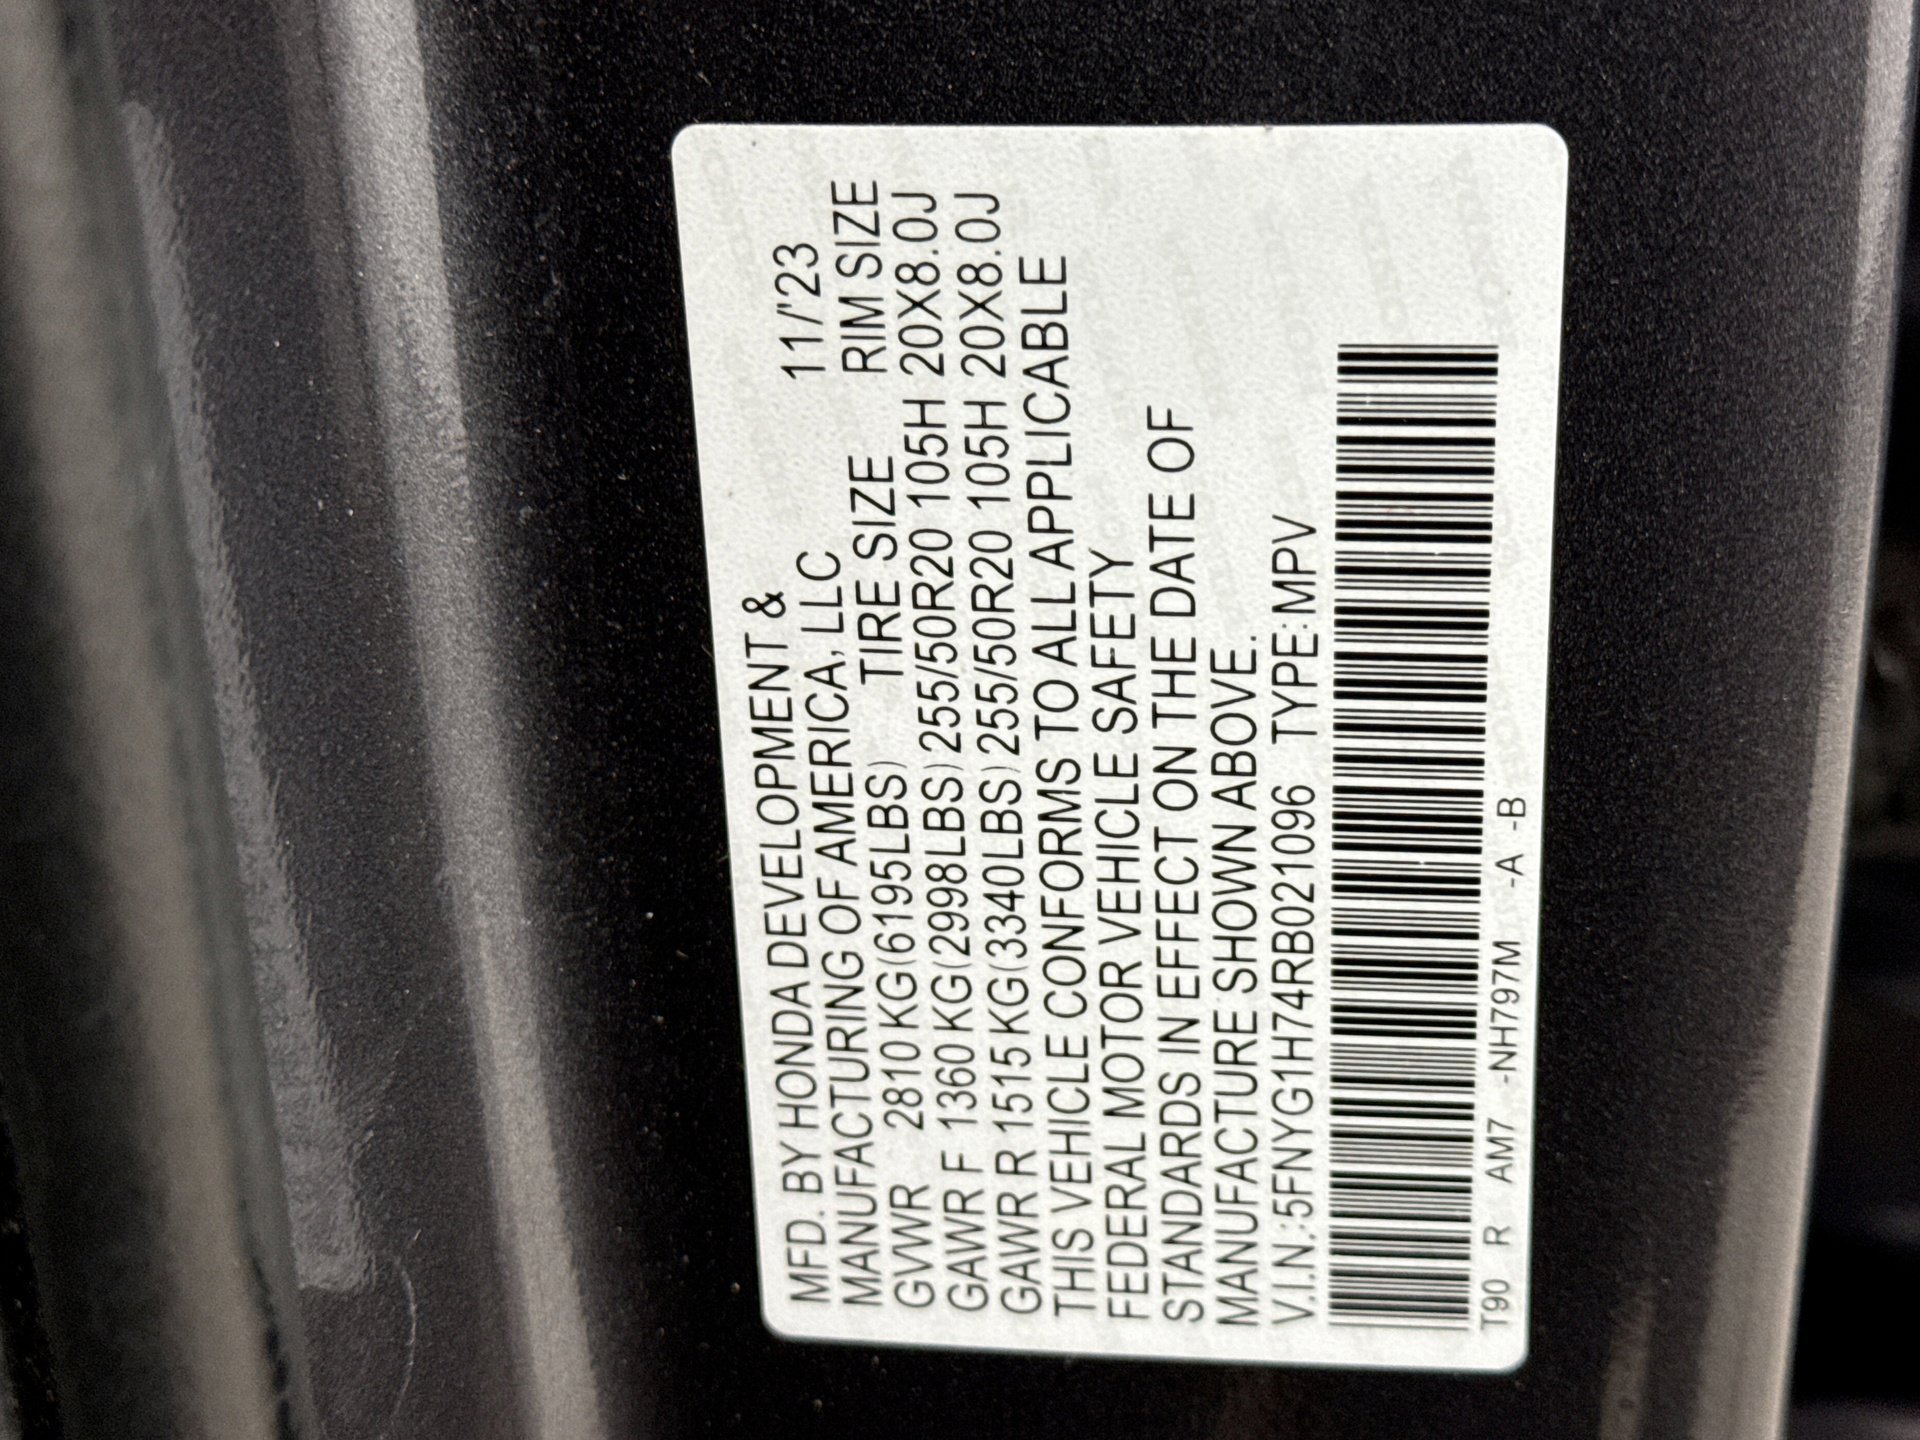 MFD. BY HONDA DEVELOPMENT &
MANUFACTURING OF AMERICA, LLC 11/'23
GVWR 2810 KG(6195LBS) TIRE SIZE RIM SIZE
GAWR F 1360 KG(2998LBS) 255/50R20 105H 20X8.0J
GAWR R 1515 KG(3340LBS) 255/50R20 105H 20X8.0J
THIS VEHICLE CONFORMS TO ALL APPLICABLE
FEDERAL MOTOR VEHICLE SAFETY
STANDARDS IN EFFECT ON THE DATE OF
MANUFACTURE SHOWN ABOVE.
V.I.N.:5FNYG1H74RB021096 TYPE:MPV
T90 R AM7 -NH797M -A -B